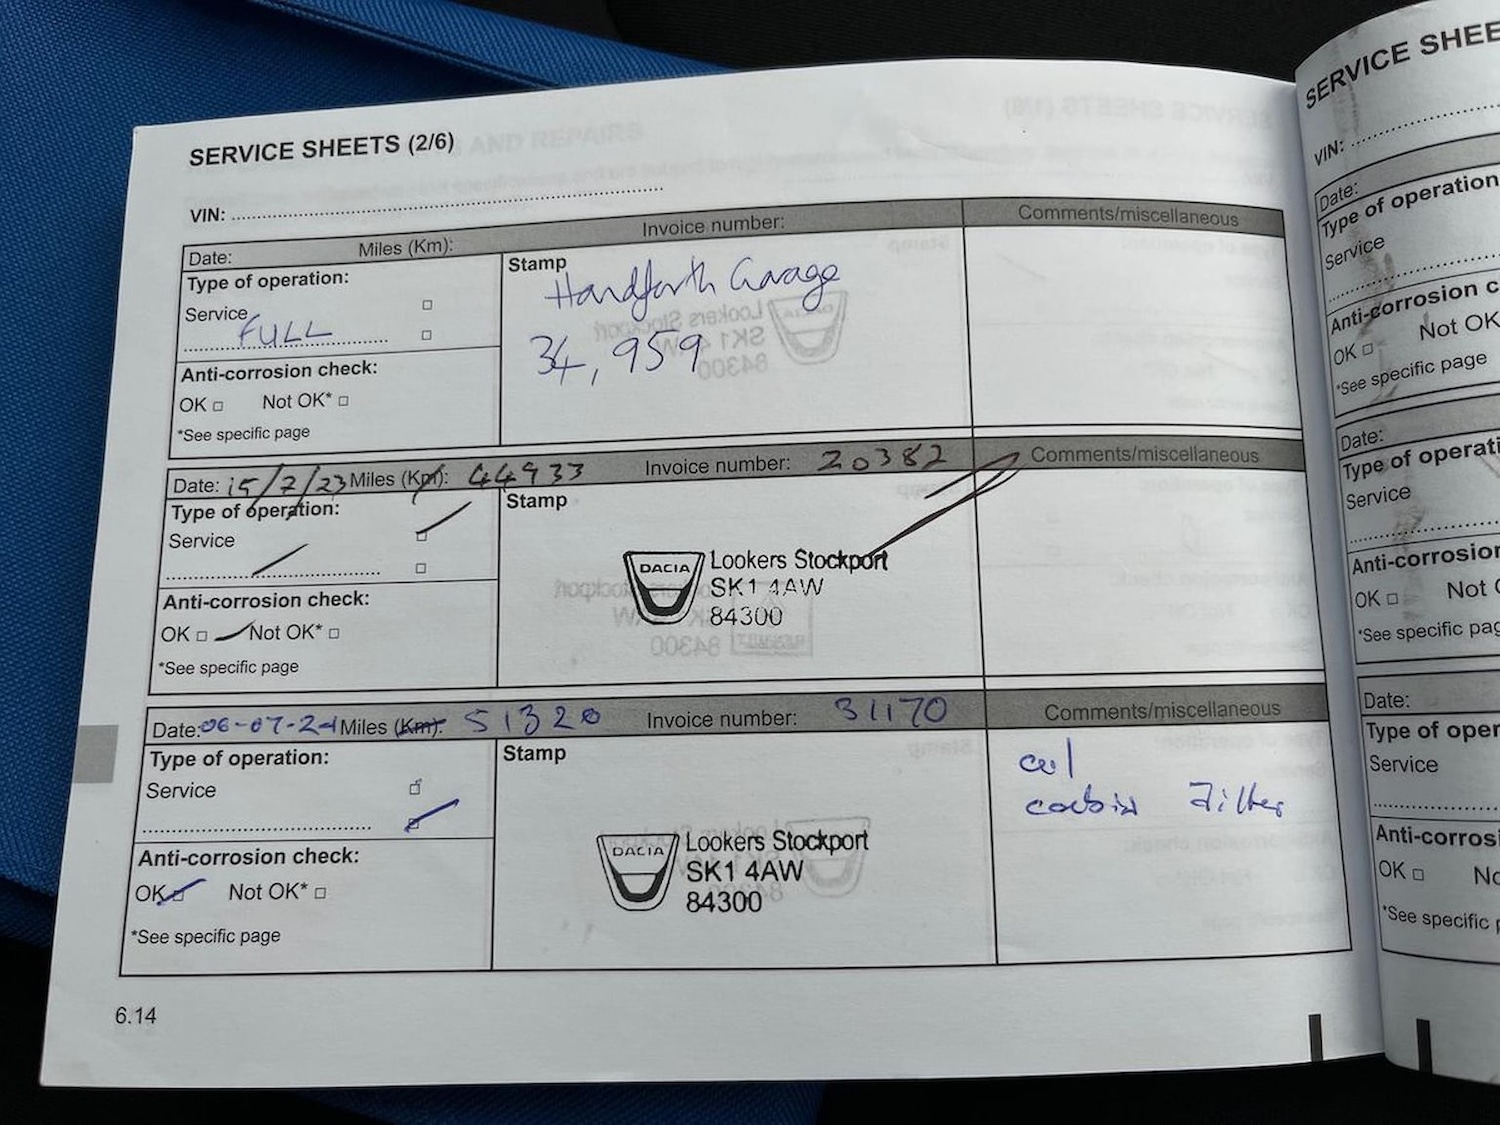 SERVICE SHEETS (2/6)
VIN:
Date: Miles (Km): Invoice number: Comments/miscellaneous
Type of operation:
Service
FULL
Stamp
Handforth Garage
34,959
Anti-corrosion check:
OK Not OK*
*See specific page
Date: 15/7/23 Miles (Km): 44933 Invoice number: 20382 Comments/miscellaneous
Type of operation:
Service
Stamp
DACIA Lookers Stockport
SK1 4AW
84300
Anti-corrosion check:
OK Not OK*
*See specific page
Date: 06-07-24 Miles (Km): 51320 Invoice number: 31170 Comments/miscellaneous
Type of operation:
Service
Stamp
DACIA Lookers Stockport
SK1 4AW
84300
Filter
Anti-corrosion check:
OK Not OK*
*See specific page
6.14
SERVICE SHEE
VIN:
Date:
Type of operation
Service
Anti-corrosion c
OK Not OK
*See specific page
Date:
Type of operati
Service
Anti-corrosior
OK Not
*See specific pag
Date:
Type of oper
Service
Anti-corrosi
OK
*See specific